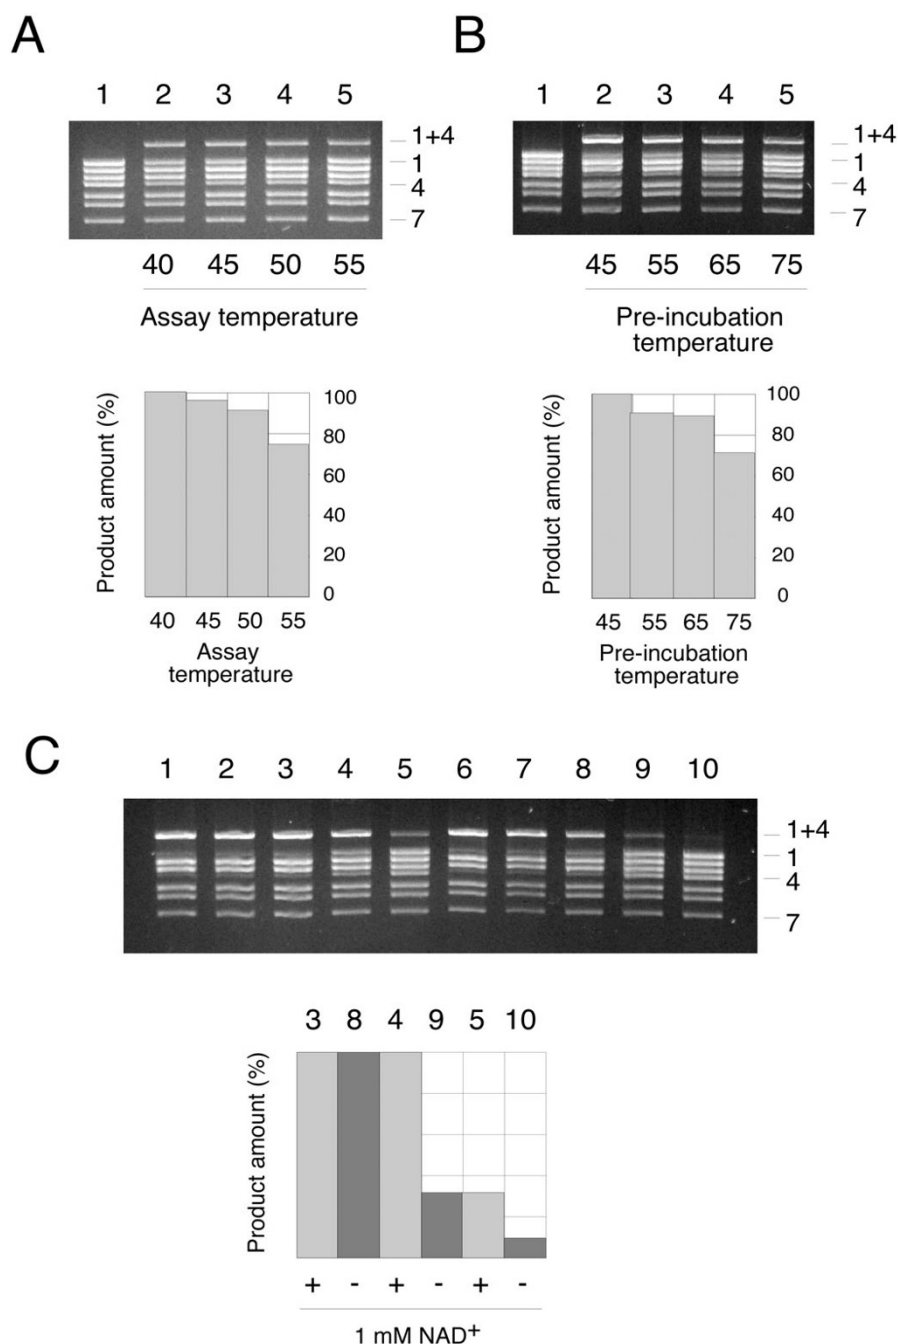 A
B
1 2 3 4 5
1+4
1
4
7
40 45 50 55
Assay temperature
1 2 3 4 5
1+4
1
4
7
45 55 65 75
Pre-incubation
temperature
Product amount (%)
100
80
60
40
20
0
40 45 50 55
Assay
temperature
Product amount (%)
100
80
60
40
20
0
45 55 65 75
Pre-incubation
temperature
C
1 2 3 4 5 6 7 8 9 10
1+4
1
4
7
3 8 4 9 5 10
Product amount (%)
+ - + - + -
1 mM NAD⁺